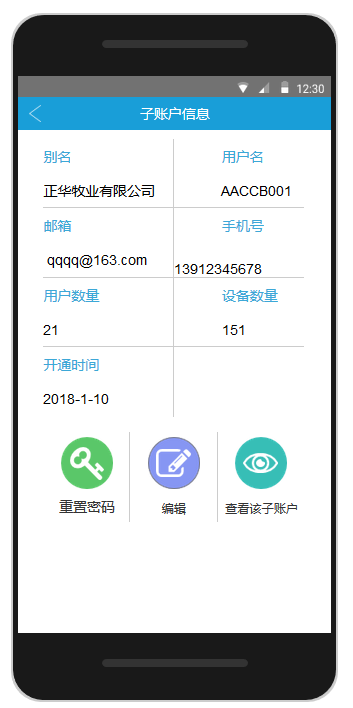 12:30
子账户信息
别名 用户名
正华牧业有限公司 AACCB001
邮箱 手机号
qqqq@163.com 13912345678
用户数量 设备数量
21 151
开通时间
2018-1-10
重置密码 编辑 查看该子账户